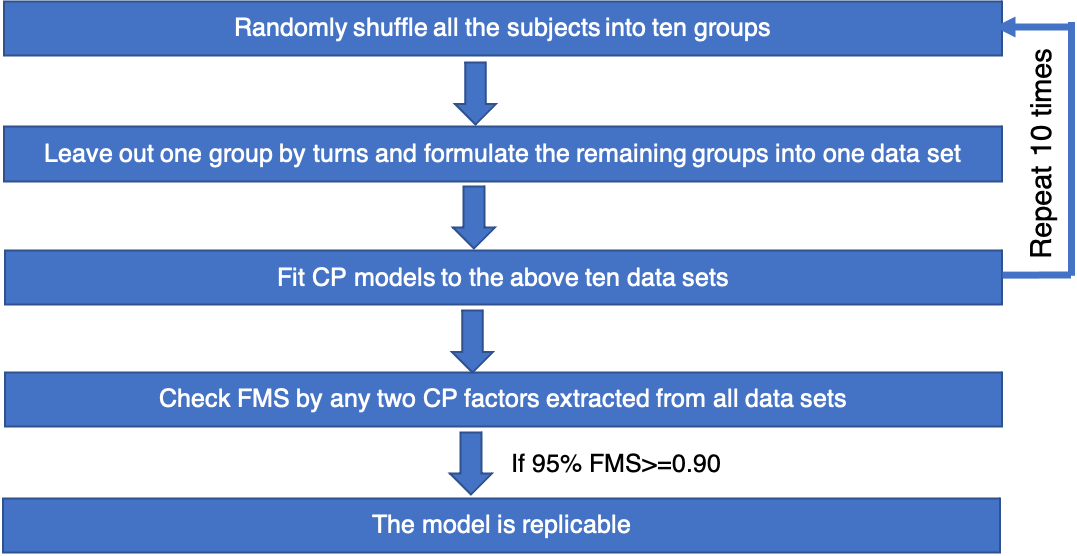 Randomly shuffle all the subjects into ten groups
Repeat 10 times
Leave out one group by turns and formulate the remaining groups into one data set
Fit CP models to the above ten data sets
Check FMS by any two CP factors extracted from all data sets
If 95% FMS>=0.90
The model is replicable